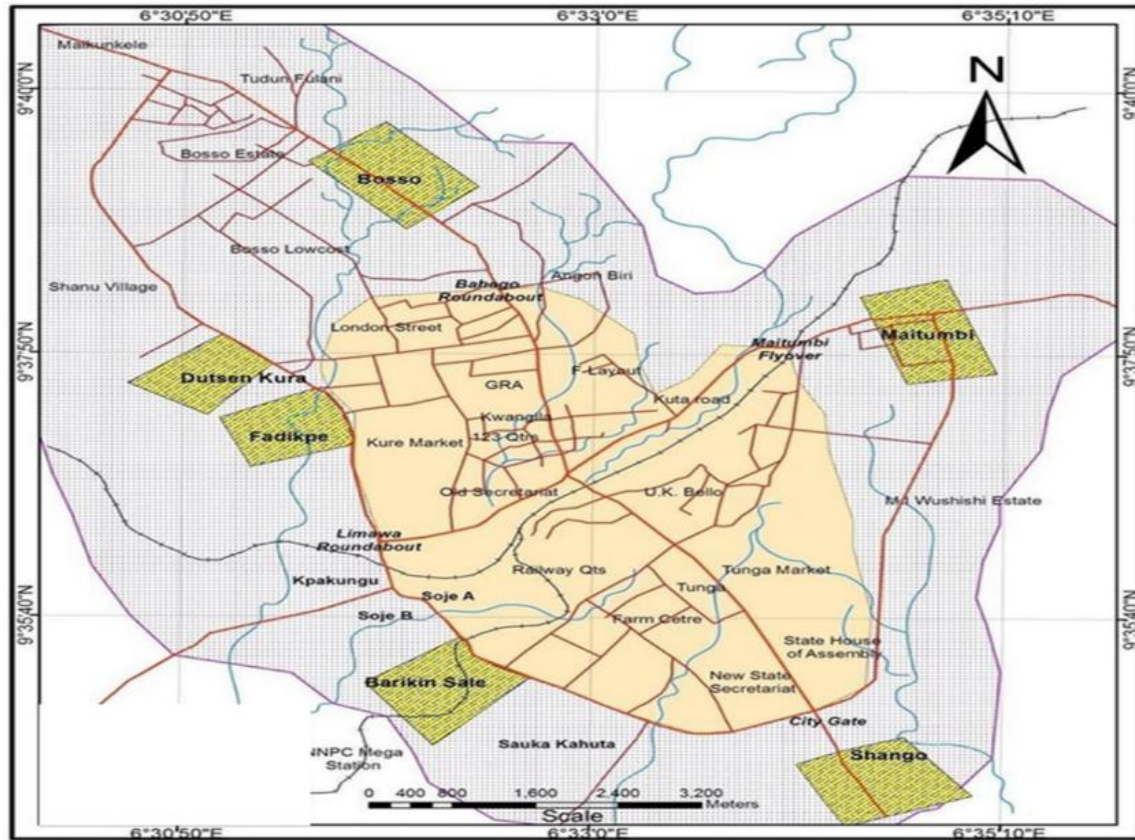 6°30'50"E
6°33'0"E
6°35'10"E
Maikunkele
Tudun Fulani
N
9°40'0"N
9°40'0"N
Bosso Estate
Bosso
Bosso Lowcost
Shanu Village
Babago
Roundabout
Angon Biri
London Street
Maitumbi
Maitumbi
Flyover
9°37'50"N
9°37'50"N
Dutsen Kura
GRA
F-Layout
Kuta road
Fadikpe
Kure Market
Kwangila
123 Qtrs
Old Secretariat
U.K. Bello
M.I Wushishi Estate
Limawa
Roundabout
Kpakungu
Railway Qts
Tunga
Tunga Market
Soje A
Soje B
Farm Cetre
9°35'40"N
9°35'40"N
State House
of Assembly
Barikin Sale
New State
Secretariat
City Gate
Sauka Kahuta
NNPC Mega
Station
Shango
0 400 800 1,600 2,400 3,200
Meters
Scale
6°30'50"E
6°33'0"E
6°35'10"E